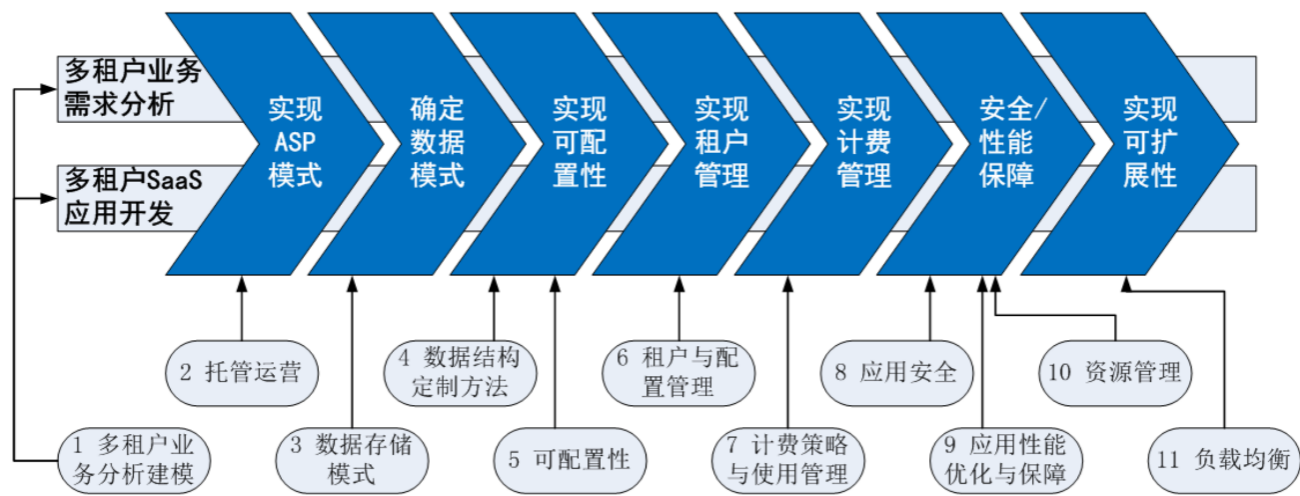 多租户业务
需求分析
多租户SaaS
应用开发
实现
ASP
模式
确定
数据
模式
实现
可配
置性
实现
租户
管理
实现
计费
管理
安全/
性能
保障
实现
可扩
展性
2 托管运营
4 数据结构
定制方法
6 租户与配
置管理
8 应用安全
10 资源管理
1 多租户业
务分析建模
3 数据存储
模式
5 可配置性
7 计费策略
与使用管理
9 应用性能
优化与保障
11 负载均衡